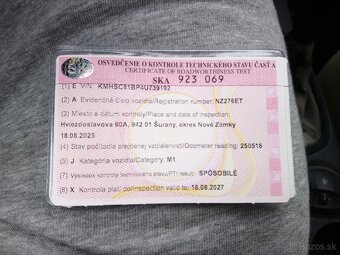 OSVEDČENIE O KONTROLE TECHNICKÉHO STAVU ČASŤ A
CERTIFICATE OF ROADWORTHINESS TEST
SKA 923 069
(1) E VIN: KMHSC81BP4U739192
(2) A Evidenčné číslo vozidla/Registration number: NZ276ET
(3) Miesto a dátum kontroly/Place and date of inspection:
Hviezdoslavova 60A, 942 01 Šurany, okres Nové Zámky
18.08.2025
(4) Stav počítadla prejdenej vzdialenosti/Odometer reading: 250518
(5) J Kategória vozidla/Category: M1
(7) Výsledok kontroly technického stavu/PTI result: SPÔSOBILÉ
(8) X Kontrola platí do/Inspection valid to: 18.08.2027
Bazos.sk